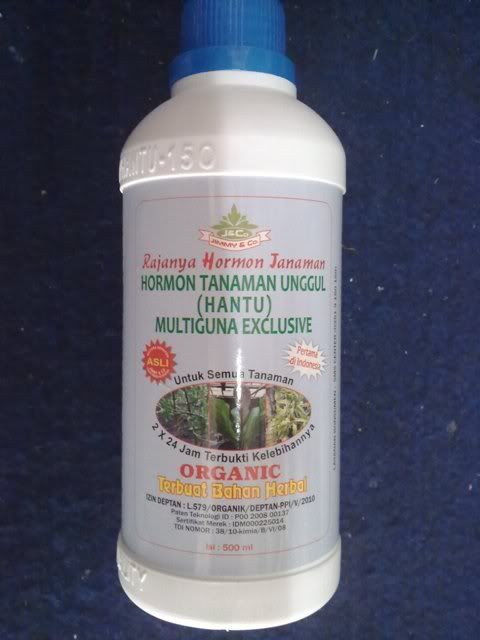 HANTU-150
J&Co
JIMMY & CO
Rajanya Hormon Tanaman
HORMON TANAMAN UNGGUL
(HANTU)
MULTIGUNA EXCLUSIVE
ASLI
Pertama
di Indonesia
Untuk Semua Tanaman
2 X 24 Jam Terbukti Kelebihannya
ORGANIC
Terbuat Bahan Herbal
IZIN DEPTAN : L.579/ORGANIK/DEPTAN-PPI/V/2010
Paten Teknologi ID - P00 2008 00137
Sertifikat Merek : IDM000225014
TDI NOMOR : 38/10-kimia/B/VI/08
Isi : 500 ml